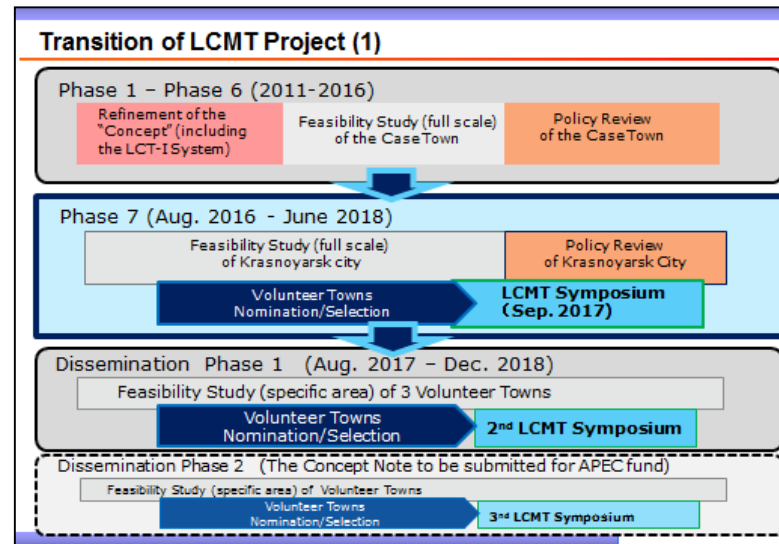 Transition of LCMT Project (1)
Phase 1 – Phase 6 (2011-2016)
Refinement of the
"Concept" (including
the LCT-I System)
Feasibility Study (full scale)
of the Case Town
Policy Review
of the Case Town
Phase 7 (Aug. 2016 - June 2018)
Feasibility Study (full scale)
of Krasnoyarsk city
Policy Review
of Krasnoyarsk City
Volunteer Towns
Nomination/Selection
LCMT Symposium
(Sep. 2017)
Dissemination Phase 1 (Aug. 2017 – Dec. 2018)
Feasibility Study (specific area) of 3 Volunteer Towns
Volunteer Towns
Nomination/Selection
2nd LCMT Symposium
Dissemination Phase 2 (The Concept Note to be submitted for APEC fund)
Feasibility Study (specific area) of Volunteer Towns
Volunteer Towns
Nomination/Selection
3rd LCMT Symposium